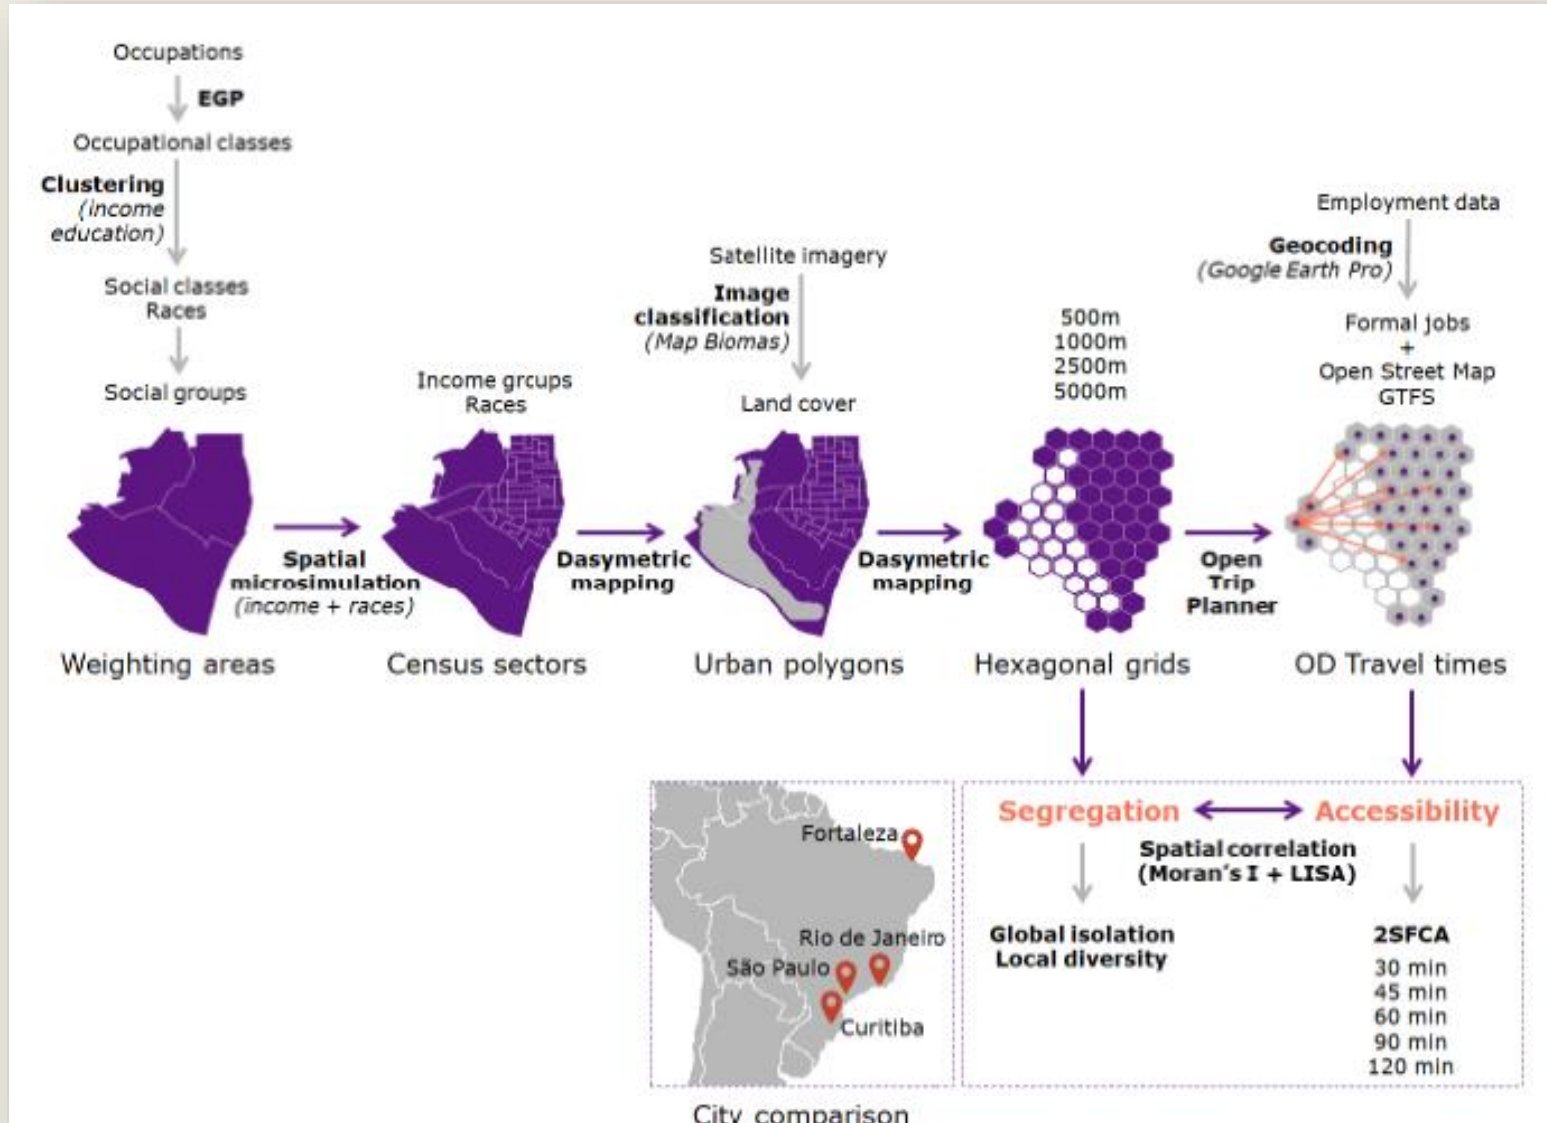 Occupations
EGP
Occupational classes
Clustering
(income
education)
Social classes
Races
Social groups
Weighting areas
Spatial
microsimulation
(income + races)
Income grcups
Races
Census sectors
Dasymetric
mapping
Satellite imagery
Image
classification
(Map Biomas)
Land cover
Urban polygons
Dasymetric
mapping
500m
1000m
2500m
5000m
Hexagonal grids
Open
Trip
Planner
Employment data
Geocoding
(Google Earth Pro)
Formal jobs
+
Open Street Map
GTFS
OD Travel times
Fortaleza
Rio de Janeiro
São Paulo
Curitiba
City comparison
Segregation
Accessibility
Spatial correlation
(Moran's I + LISA)
Global isolation
Local diversity
2SFCA
30 min
45 min
60 min
90 min
120 min